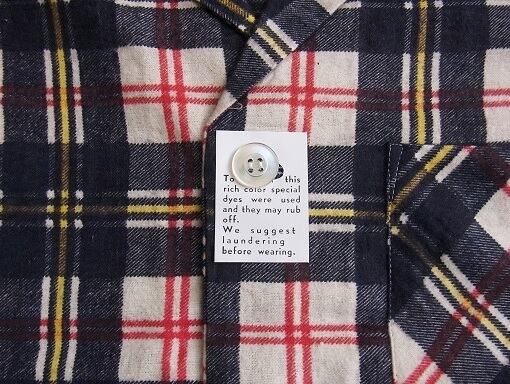 To this
rich color special
dyes were used
and they may rub
off.
We suggest
laundering
before wearing.